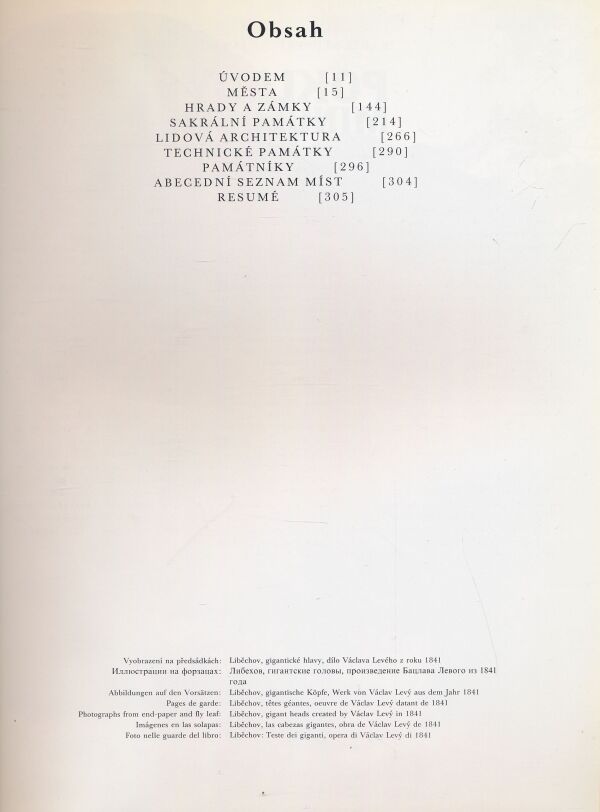 Obsah
ÚVODEM [11]
MĚSTA [15]
HRADY A ZÁMKY [144]
SAKRÁLNÍ PAMÁTKY [214]
LIDOVÁ ARCHITEKTURA [266]
TECHNICKÉ PAMÁTKY [290]
PAMÁTNÍKY [296]
ABECEDNÍ SEZNAM MÍST [304]
RESUMÉ [305]
Vyobrazení na předsádkách: Liběchov, gigantické hlavy, dílo Václava Levého z roku 1841
Иллюстрации на форзацах: Либехов, гигантские головы, произведение Вацлава Левого из 1841
года
Abbildungen auf den Vorsätzen: Liběchov, gigantische Köpfe, Werk von Václav Levý aus dem Jahr 1841
Pages de garde: Liběchov, têtes géantes, oeuvre de Václav Levý datant de 1841
Photographs from end-paper and fly leaf: Liběchov, gigant heads created by Václav Levý in 1841
Imágenes en las solapas: Liběchov, las cabezas gigantes, obra de Václav Levý de 1841
Foto nelle guarde del libro: Liběchov: Teste dei giganti, opera di Václav Levý di 1841